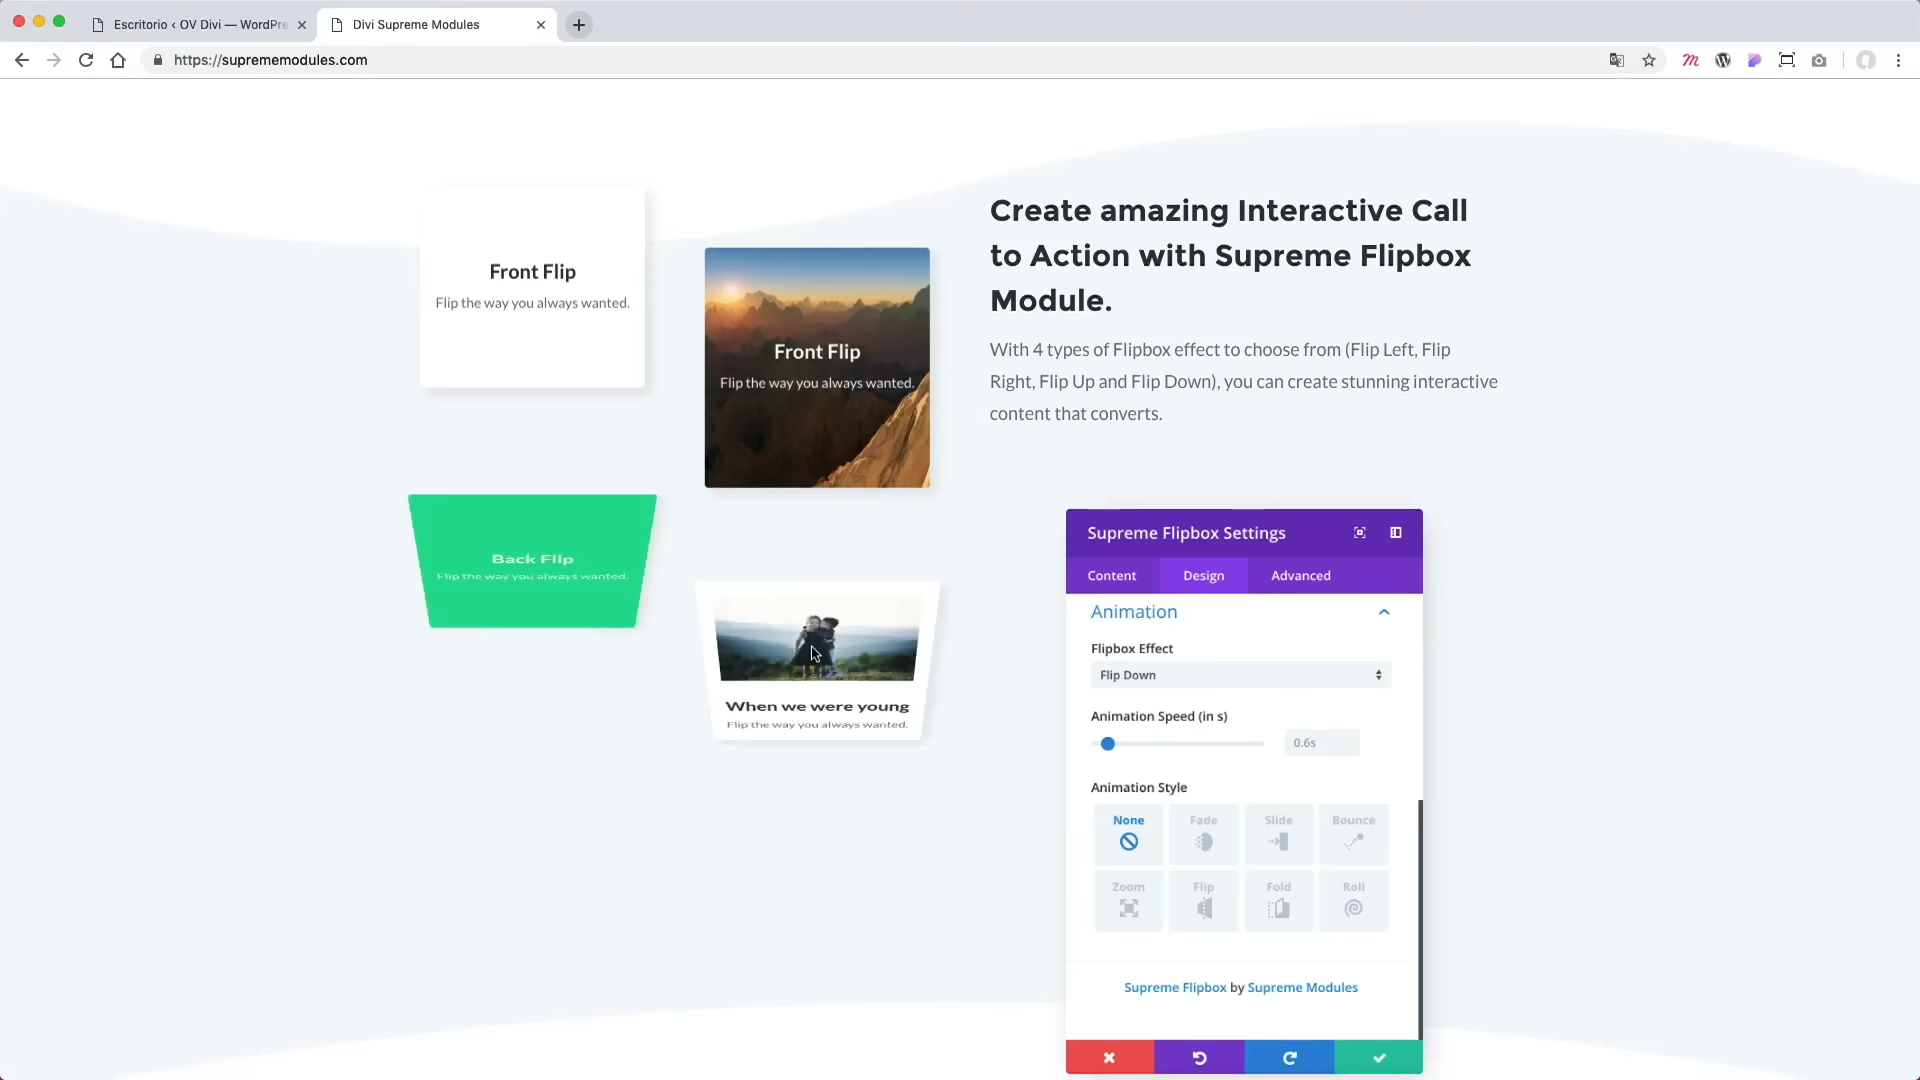 Escritorio ‹ OV Divi — WordPre
Divi Supreme Modules
https://suprememodules.com
Front Flip
Flip the way you always wanted.
Front Flip
Flip the way you always wanted.
Back Flip
Flip the way you always wanted.
When we were young
Flip the way you always wanted.
Create amazing Interactive Call
to Action with Supreme Flipbox
Module.
With 4 types of Flipbox effect to choose from (Flip Left, Flip
Right, Flip Up and Flip Down), you can create stunning interactive
content that converts.
Supreme Flipbox Settings
Content Design Advanced
Animation
Flipbox Effect
Flip Down
Animation Speed (in s)
0.6s
Animation Style
None Fade Slide Bounce
Zoom Flip Fold Roll
Supreme Flipbox by Supreme Modules